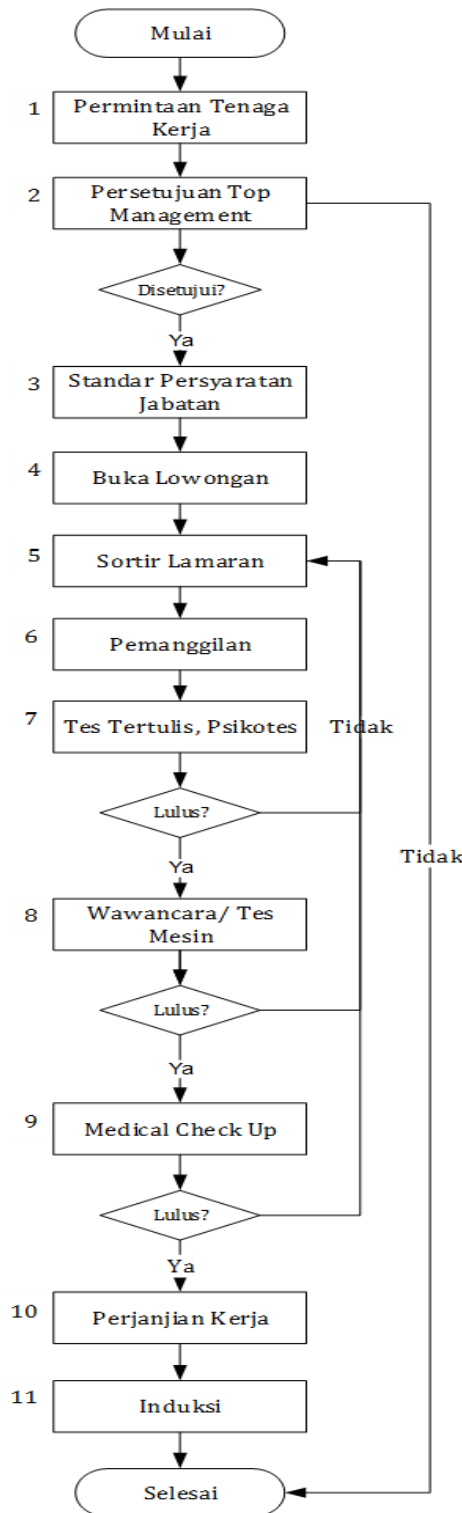 Mulai
1
Permintaan Tenaga
Kerja
2
Persetujuan Top
Management
Disetujui?
Ya
3
Standar Persyaratan
Jabatan
4
Buka Lowongan
5
Sortir Lamaran
6
Pemanggilan
7
Tes Tertulis, Psikotes
Tidak
Lulus?
Tidak
Ya
8
Wawancara/ Tes
Mesin
Lulus?
Ya
9
Medical Check Up
Lulus?
Ya
10
Perjanjian Kerja
11
Induksi
Selesai